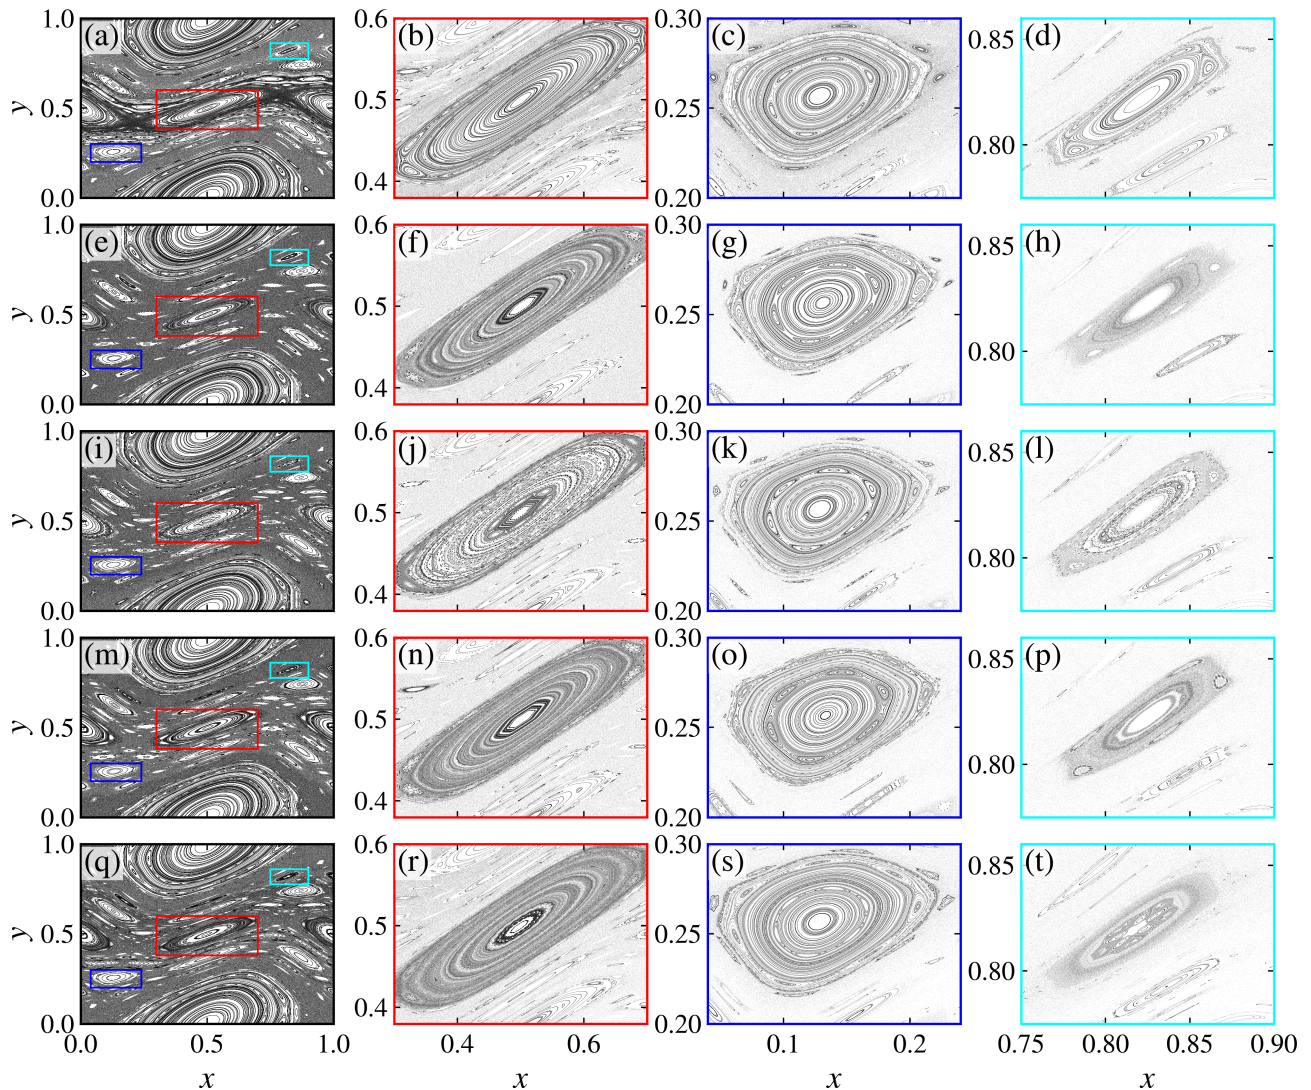 1.0 (a) 0.6 (b) 0.30 (c) (d)
0.85
y 0.5 0.5 0.25
0.80
0.0 0.4 0.20
1.0 (e) 0.6 (f) 0.30 (g) (h)
0.85
y 0.5 0.5 0.25
0.80
0.0 0.4 0.20
1.0 (i) 0.6 (j) 0.30 (k) (l)
0.85
y 0.5 0.5 0.25
0.80
0.0 0.4 0.20
1.0 (m) 0.6 (n) 0.30 (o) (p)
0.85
y 0.5 0.5 0.25
0.80
0.0 0.4 0.20
1.0 (q) 0.6 (r) 0.30 (s) (t)
0.85
y 0.5 0.5 0.25
0.80
0.0 0.4 0.20
0.0 0.5 1.0 0.4 0.6 0.1 0.2 0.75 0.80 0.85 0.90
x x x x